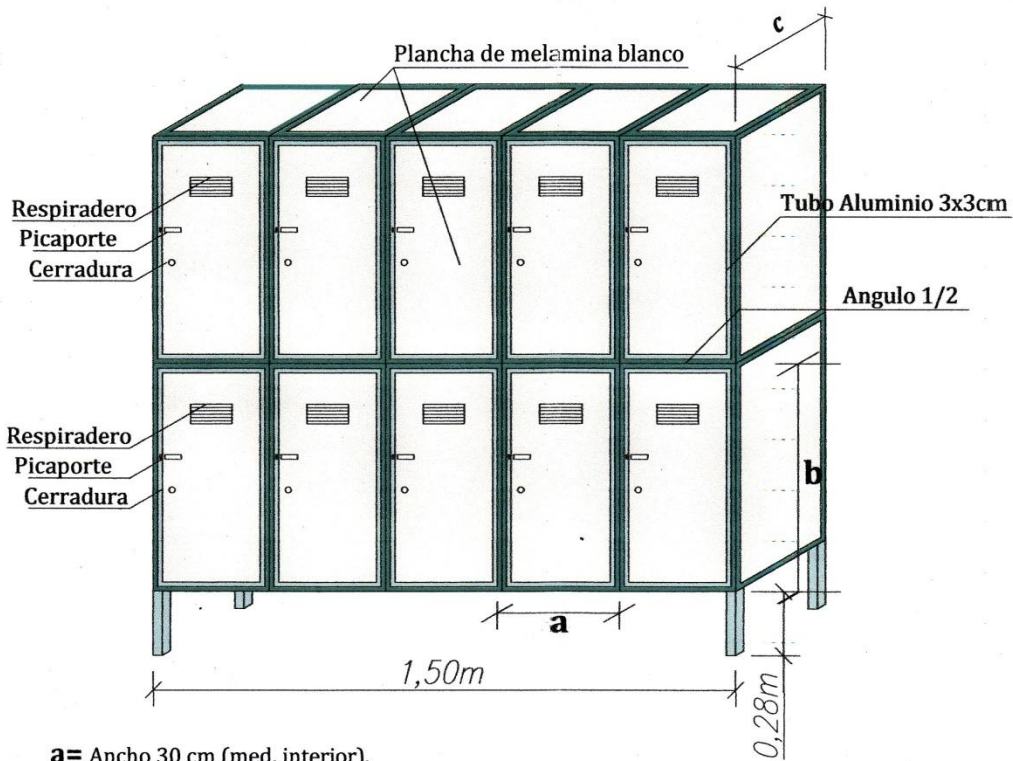 c
Plancha de melamina blanco
Respiradero
Picaporte
Cerradura
Tubo Aluminio 3x3cm
Angulo 1/2
Respiradero
Picaporte
Cerradura
b
a
1,50m
0,28m
a= Ancho 30 cm (med. interior).